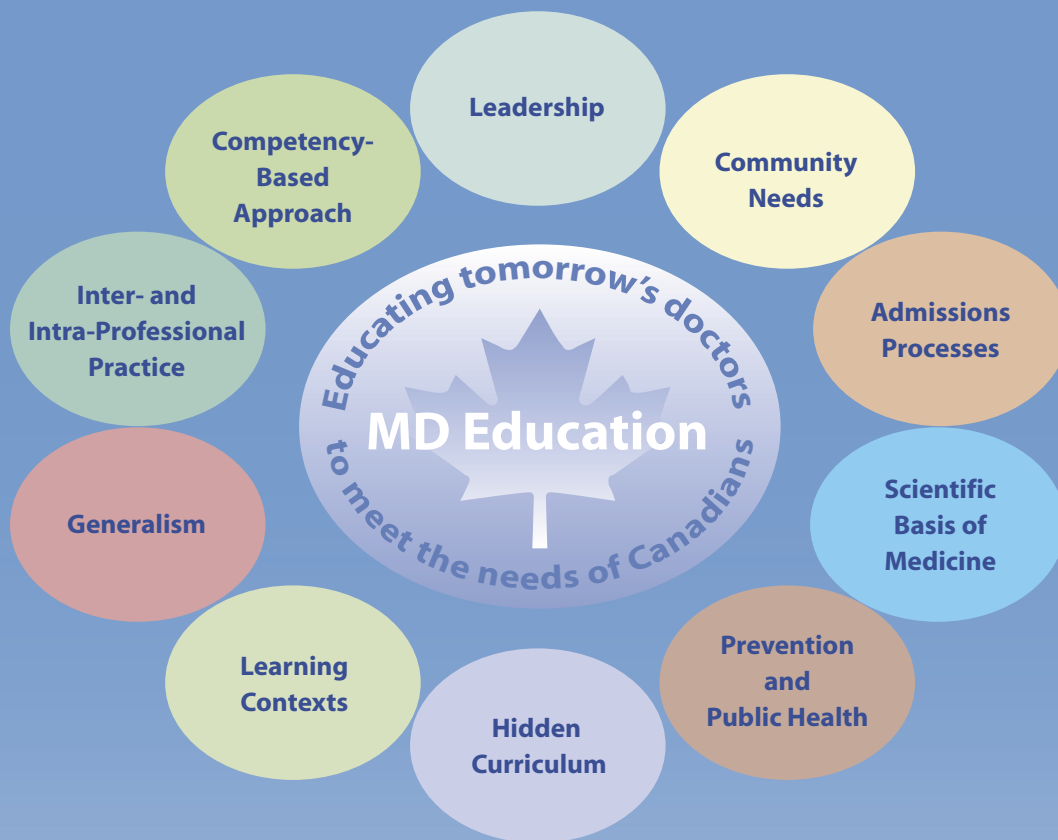 Leadership
Community
Needs
Admissions
Processes
Scientific
Basis of
Medicine
Prevention
and
Public Health
Hidden
Curriculum
Learning
Contexts
Generalism
Inter- and
Intra-Professional
Practice
Competency-
Based
Approach
Educating tomorrow's doctors
MD Education
to meet the needs of Canadians